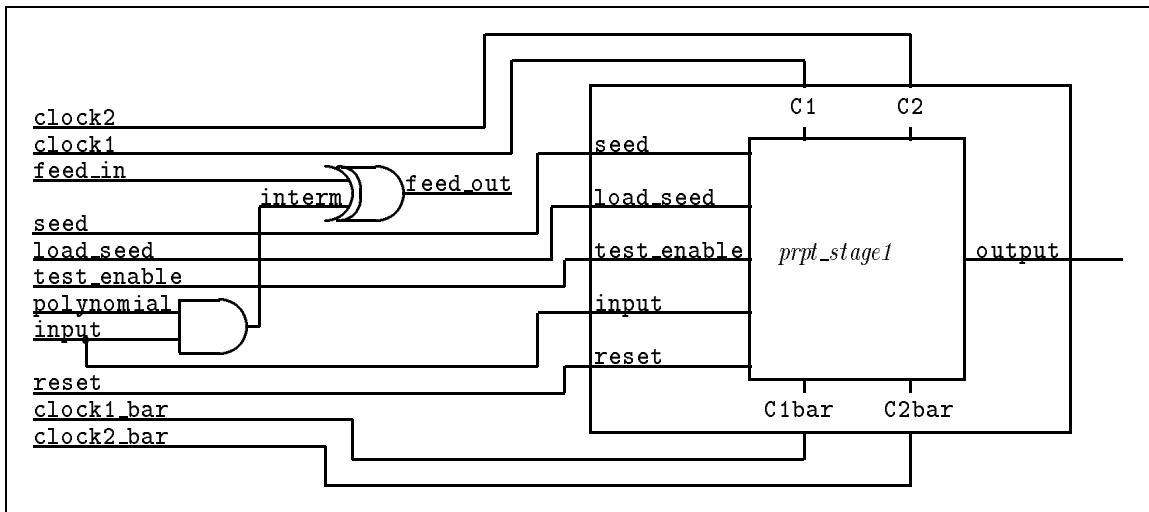 clock2
clock1
feed_in
interm
feed_out
seed
load_seed
test_enable
polynomial
input
reset
clock1_bar
clock2_bar
C1 C2
seed
load_seed
test_enable
input
reset
prpt_stage1
output
C1bar C2bar